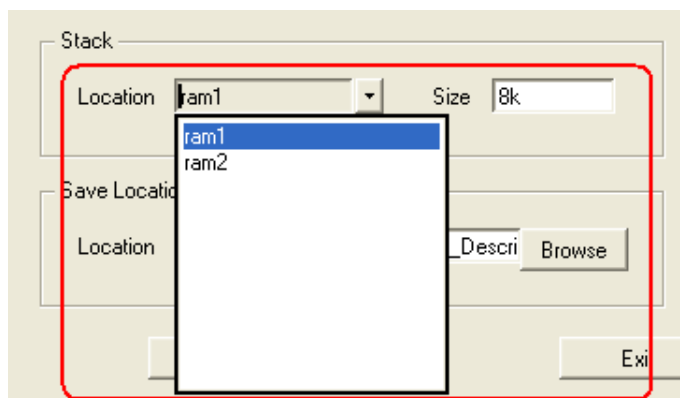 Stack
Location ram1 Size 8k
ram1
ram2
Save Locatio
Location _Descri Browse
Exi